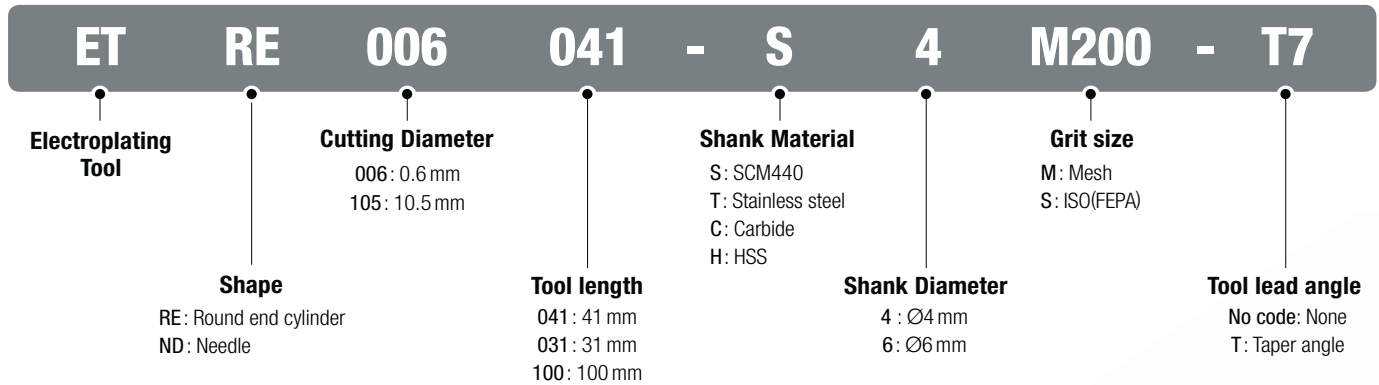 ET RE 006 041 - S 4 M200 - T7
Electroplating
Tool
Shape
RE: Round end cylinder
ND: Needle
Cutting Diameter
006: 0.6 mm
105: 10.5 mm
Tool length
041: 41 mm
031: 31 mm
100: 100 mm
Shank Material
S: SCM440
T: Stainless steel
C: Carbide
H: HSS
Shank Diameter
4: Ø4 mm
6: Ø6 mm
Grit size
M: Mesh
S: ISO(FEPA)
Tool lead angle
No code: None
T: Taper angle